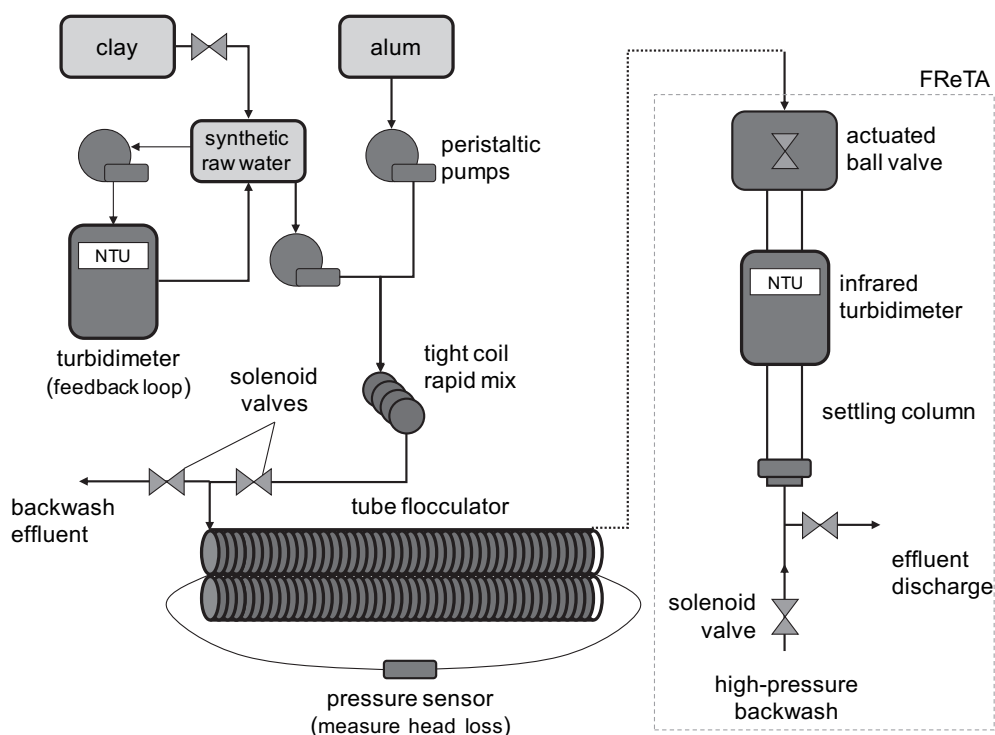 clay
alum
FReTA
synthetic
raw water
peristaltic
pumps
actuated
ball valve
NTU
NTU
infrared
turbidimeter
turbidimeter
(feedback loop)
solenoid
valves
tight coil
rapid mix
settling column
backwash
effluent
tube flocculator
effluent
discharge
solenoid
valve
pressure sensor
(measure head loss)
high-pressure
backwash